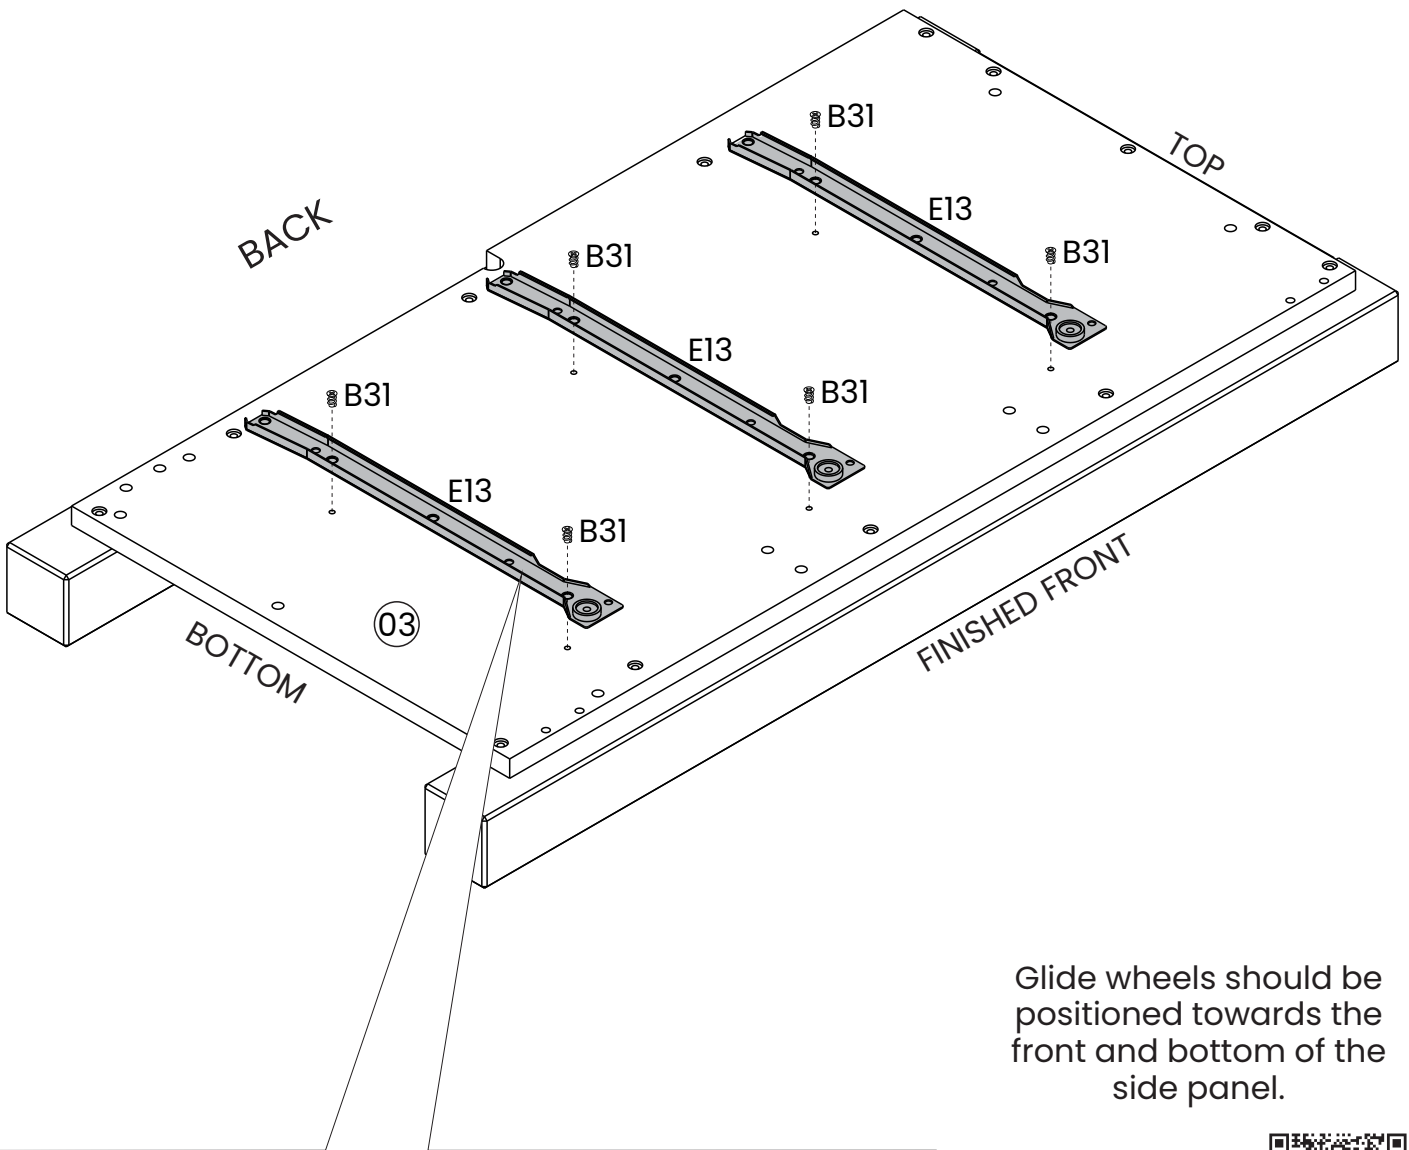 B31
TOP
E13
BACK
B31
B31
E13
B31
B31
E13
B31
03
BOTTOM
FINISHED FRONT
Glide wheels should be
positioned towards the
front and bottom of the
side panel.